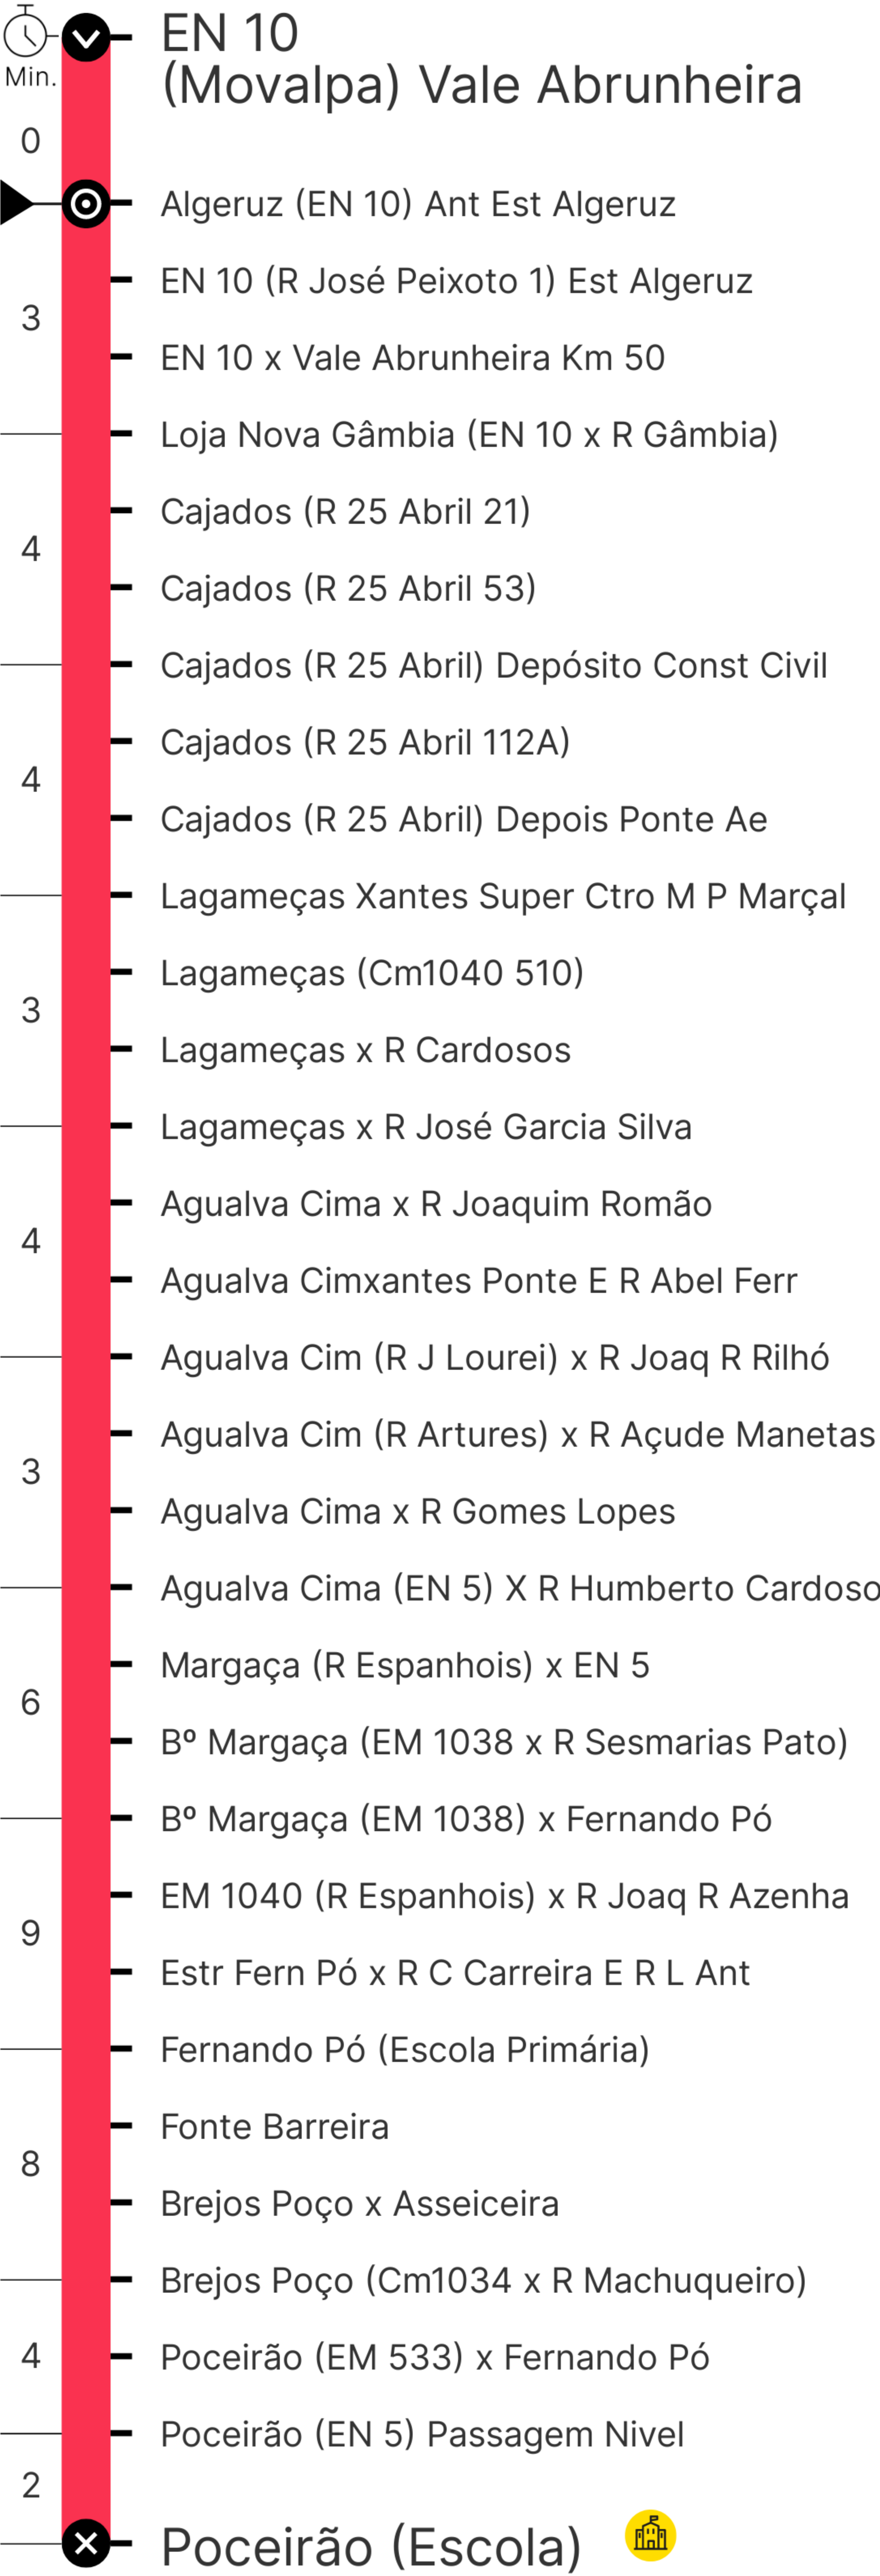 EN 10
Min.
(Movalpa) Vale Abrunheira
0
Algeruz (EN 10) Ant Est Algeruz
EN 10 (R José Peixoto 1) Est Algeruz
3
EN 10 x Vale Abrunheira Km 50
Loja Nova Gâmbia (EN 10 x R Gâmbia)
Cajados (R 25 Abril 21)
4
Cajados (R 25 Abril 53)
Cajados (R 25 Abril) Depósito Const Civil
Cajados (R 25 Abril 112A)
4
Cajados (R 25 Abril) Depois Ponte Ae
Lagameças Xantes Super Ctro M P Marçal
Lagameças (Cm1040 510)
3
Lagameças x R Cardosos
Lagameças x R José Garcia Silva
Agualva Cima x R Joaquim Romão
4
Agualva Cimxantes Ponte E R Abel Ferr
Agualva Cim (R J Lourei) x R Joaq R Rilhó
Agualva Cim (R Artures) x R Açude Manetas
3
Agualva Cima x R Gomes Lopes
Agualva Cima (EN 5) X R Humberto Cardoso
Margaça (R Espanhois) x EN 5
6
Bº Margaça (EM 1038 x R Sesmarias Pato)
Bº Margaça (EM 1038) x Fernando Pó
EM 1040 (R Espanhois) x R Joaq R Azenha
9
Estr Fern Pó x R C Carreira E R L Ant
Fernando Pó (Escola Primária)
Fonte Barreira
8
Brejos Poço x Asseiceira
Brejos Poço (Cm1034 x R Machuqueiro)
4
Poceirão (EM 533) x Fernando Pó
Poceirão (EN 5) Passagem Nivel
2
Poceirão (Escola)